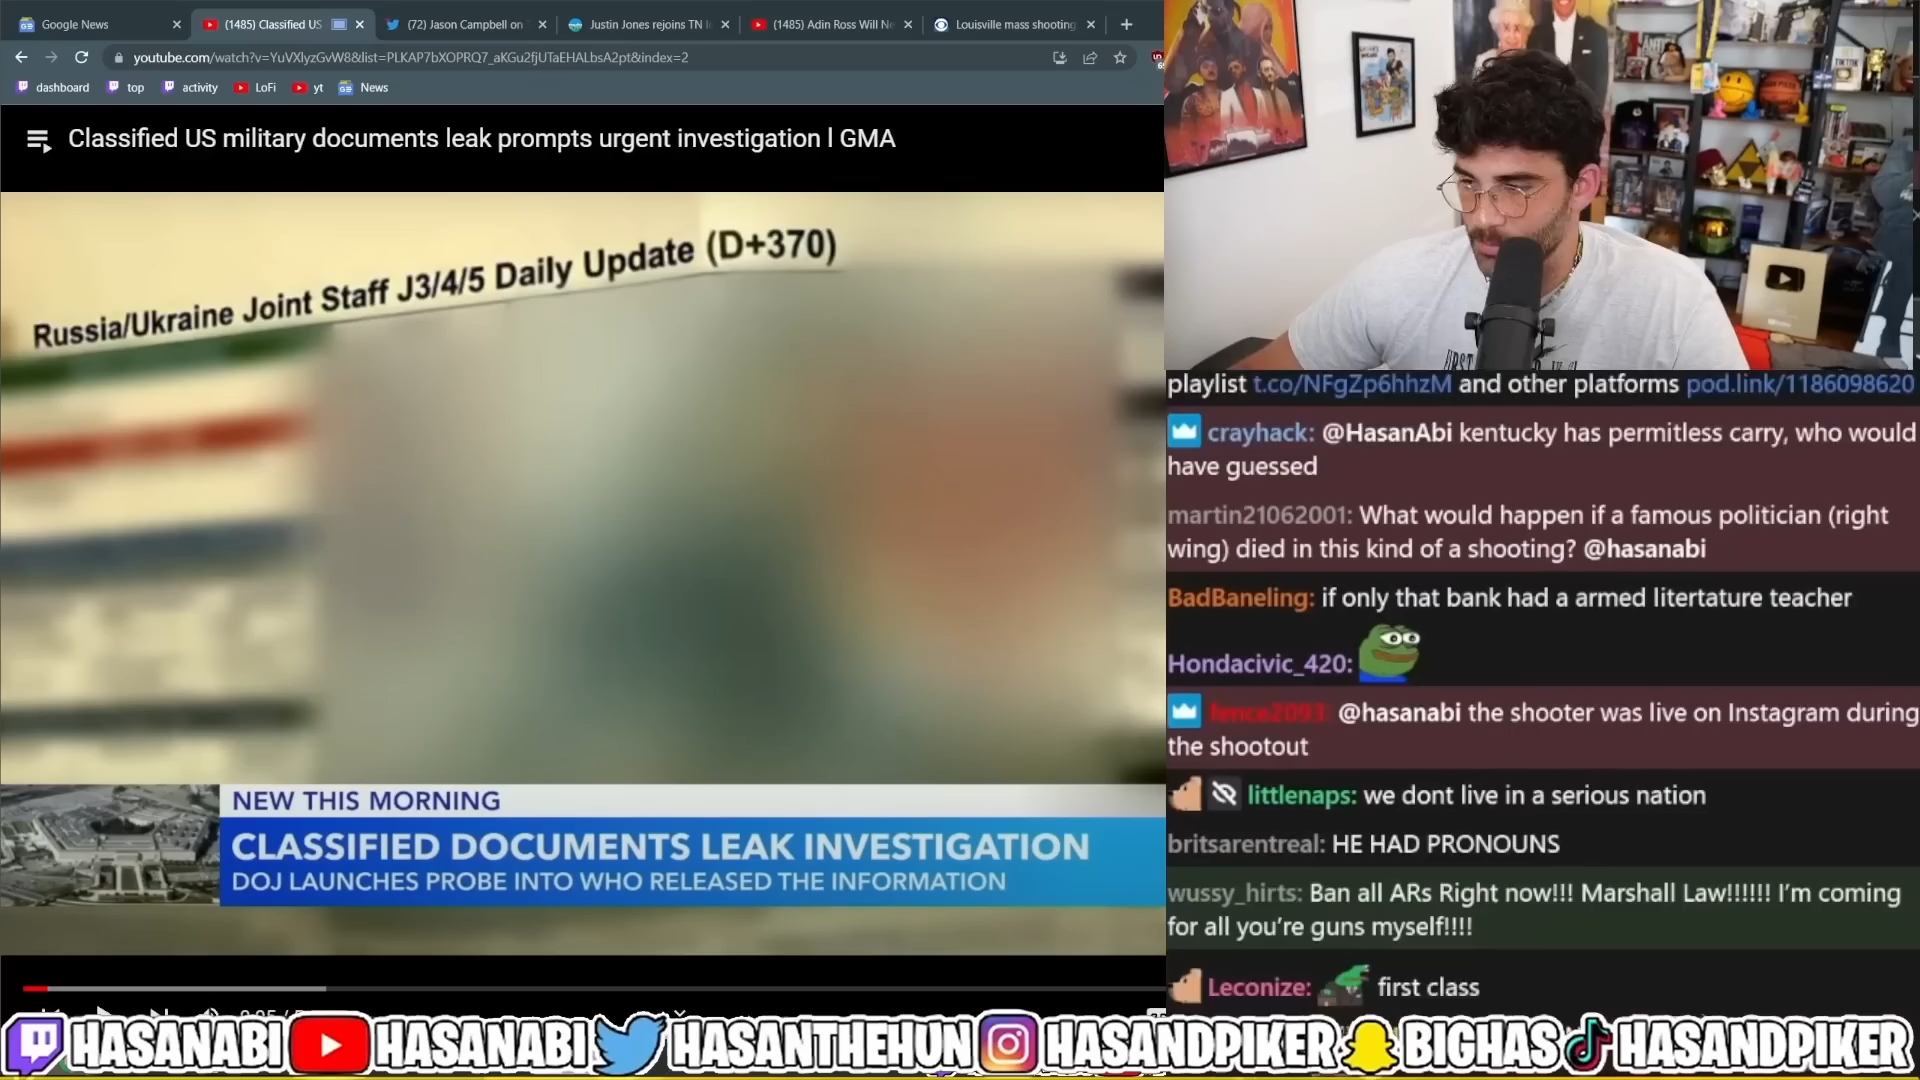 Google News
(1485) Classified US
(72) Jason Campbell on
Justin Jones rejoins TN
(1485) Adin Ross Will Ne
Louisville mass shooting
youtube.com/watch?v=YuVXlyzGvW8&list=PLKAP7bXOPRQ7_aKGu2fjUTaEHALbsA2pt&index=2
dashboard
top
activity
LoFi
yt
News
Classified US military documents leak prompts urgent investigation l GMA
Russia/Ukraine Joint Staff J3/4/5 Daily Update (D+370)
NEW THIS MORNING
CLASSIFIED DOCUMENTS LEAK INVESTIGATION
DOJ LAUNCHES PROBE INTO WHO RELEASED THE INFORMATION
playlist t.co/NFgZp6hhzM and other platforms pod.link/1186098620
crayhack: @HasanAbi kentucky has permitless carry, who would
have guessed
martin21062001: What would happen if a famous politician (right
wing) died in this kind of a shooting? @hasanabi
BadBaneling: if only that bank had a armed litertature teacher
Hondacivic_420:
fence2093: @hasanabi the shooter was live on Instagram during
the shootout
littlenaps: we dont live in a serious nation
britsarentreal: HE HAD PRONOUNS
wussy_hirts: Ban all ARs Right now!!! Marshall Law!!!!!! I'm coming
for all you're guns myself!!!!
Leconize: first class
HASANABI
HASANABI
HASANTHEHUN
HASANDPIKER
BIGHAS
HASANDPIKER